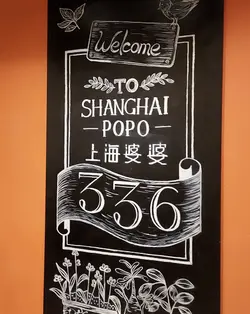 Welcome
TO
SHANGHAI
— POPO —
上海婆婆
336